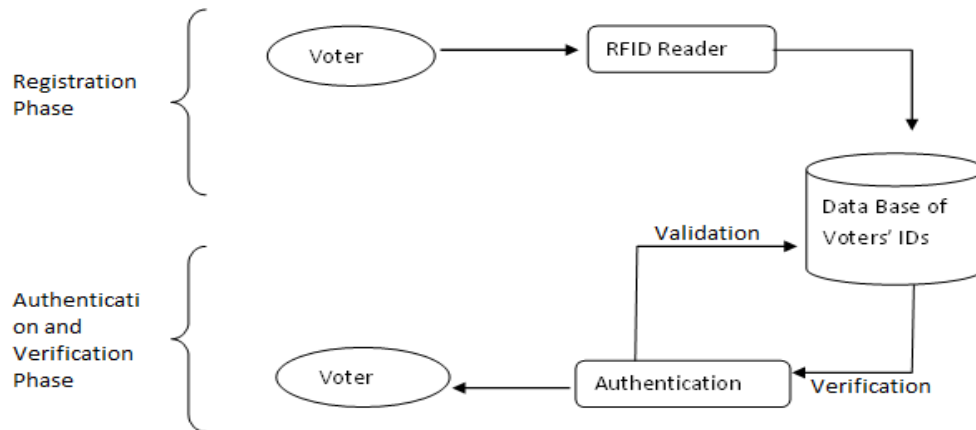 Voter
RFID Reader
Registration
Phase
Data Base of
Voters' IDs
Validation
Authenticati
on and
Verification
Phase
Voter
Authentication
Verification